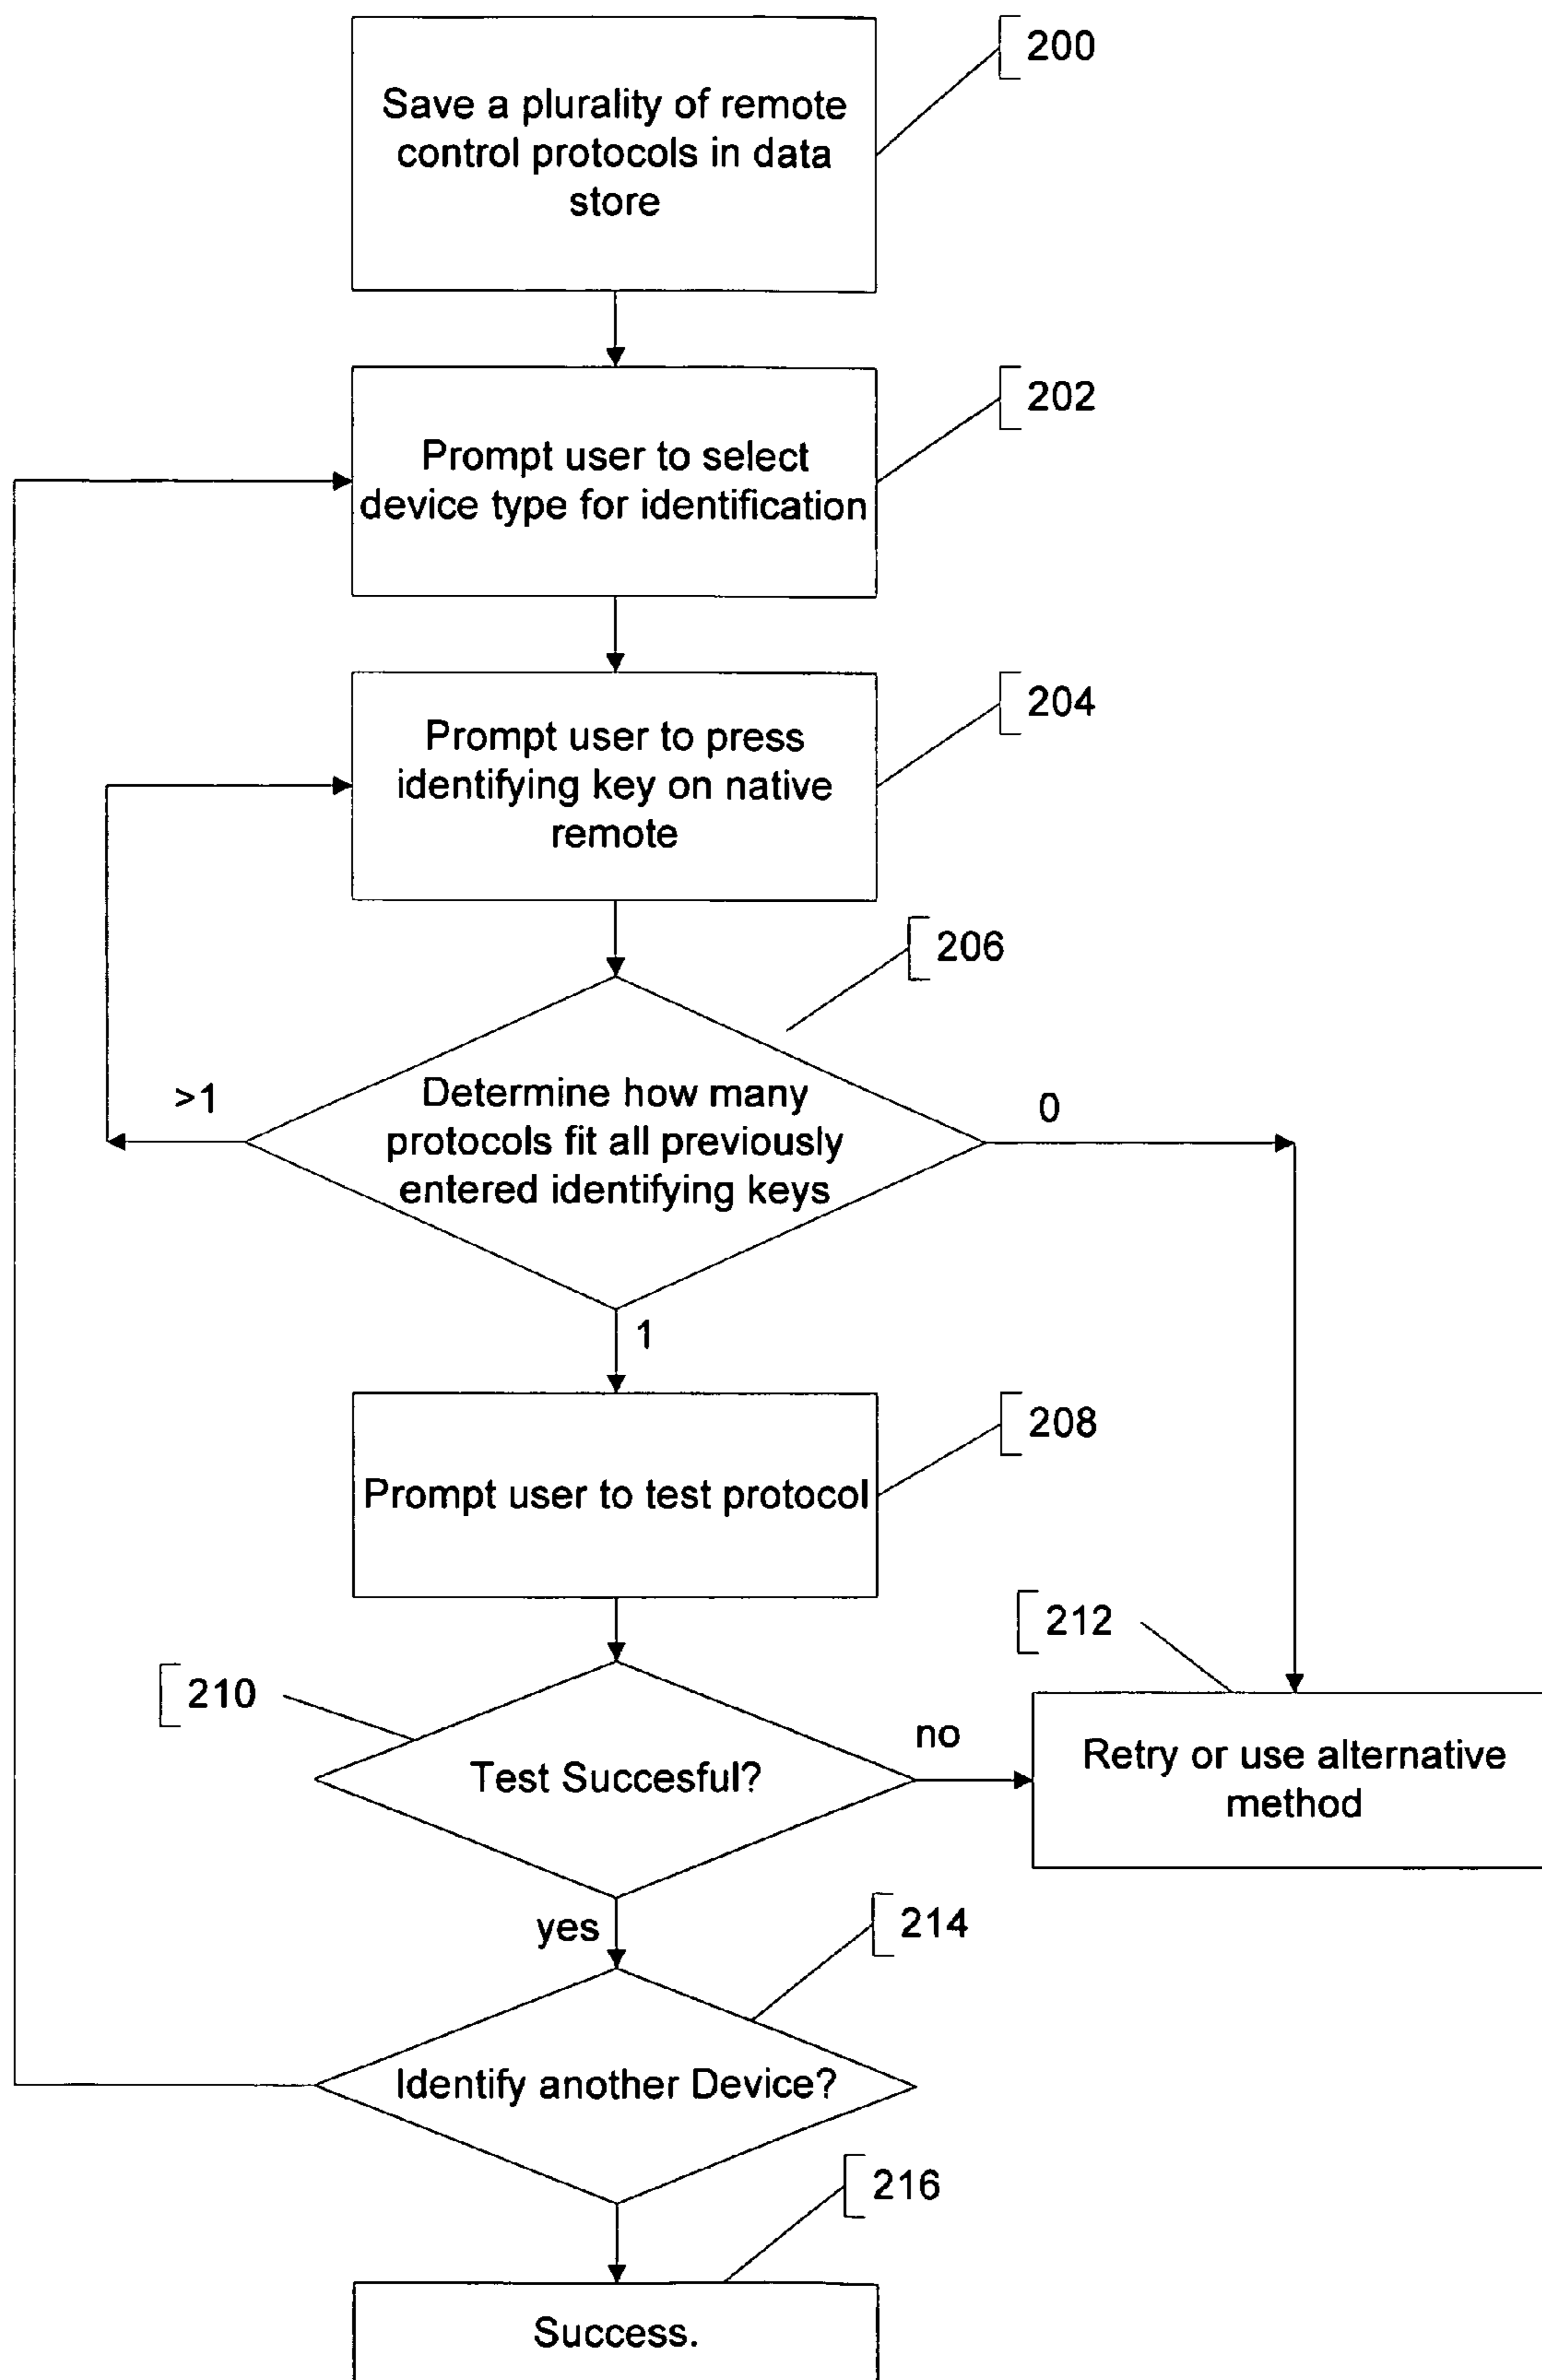 200
Save a plurality of remote
control protocols in data
store
202
Prompt user to select
device type for identification
204
Prompt user to press
identifying key on native
remote
206
>1
Determine how many
protocols fit all previously
entered identifying keys
0
1
208
Prompt user to test protocol
212
210
no
Test Succesful?
Retry or use alternative
method
yes
214
Identify another Device?
216
Success.